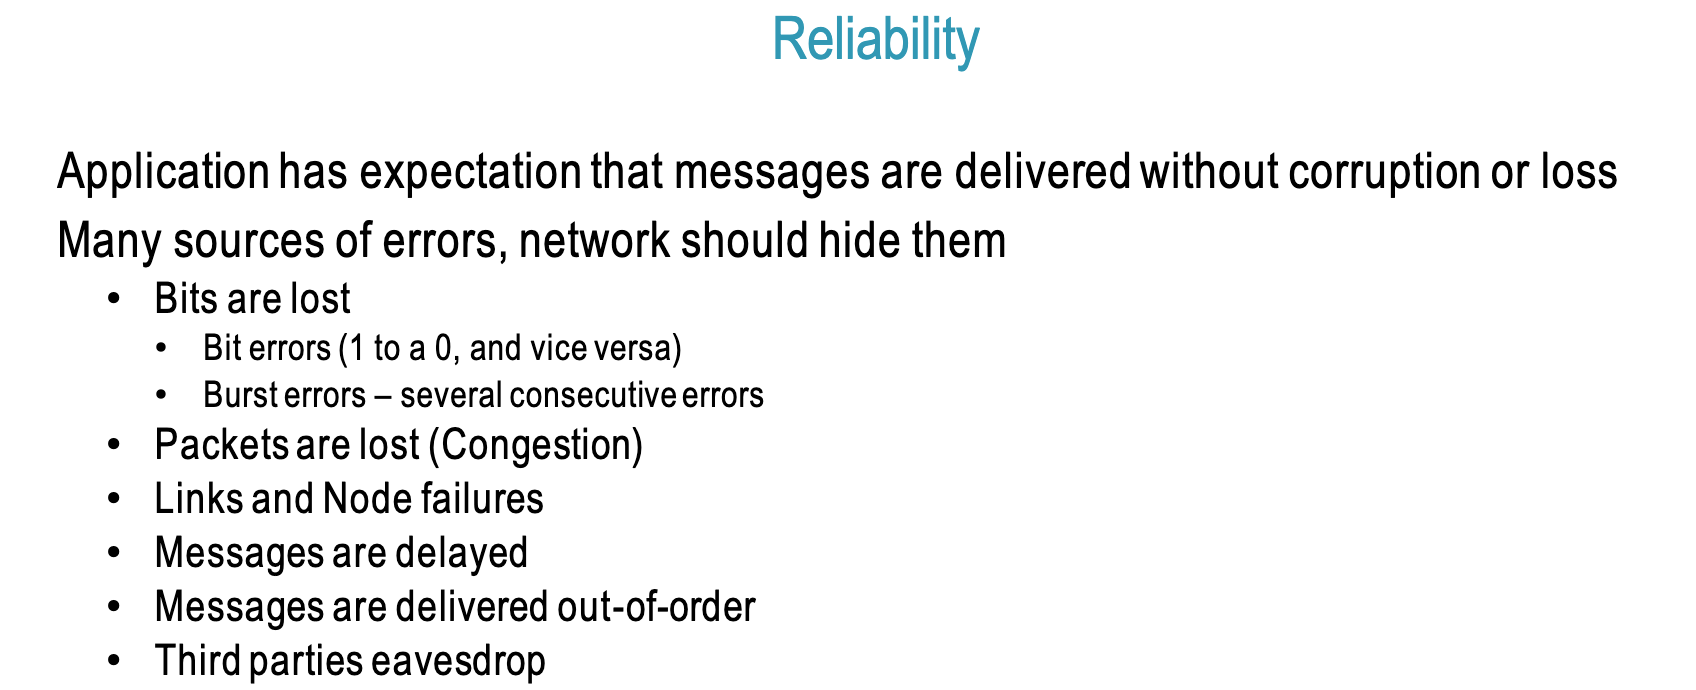 Reliability
Application has expectation that messages are delivered without corruption or loss
Many sources of errors, network should hide them
• Bits are lost
• Bit errors (1 to a 0, and vice versa)
• Burst errors – several consecutive errors
• Packets are lost (Congestion)
• Links and Node failures
• Messages are delayed
• Messages are delivered out-of-order
• Third parties eavesdrop